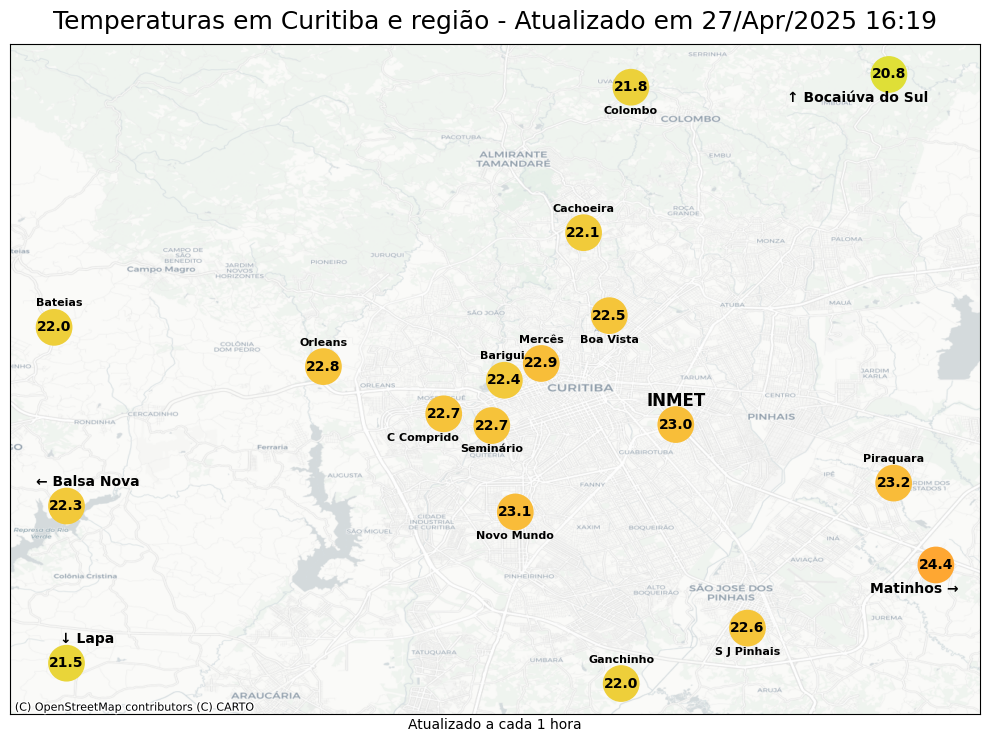 Temperaturas em Curitiba e região - Atualizado em 27/Apr/2025 16:19
SERRINHA
20.8
21.8
↑ Bocaiúva do Sul
Colombo
COLOMBO
PACOTUBA
ALMIRANTE
TAMANDARÉ
EMBU
Cachoeira
ROÇA
GRANDE
22.1
MONZA
PALOMA
CAMPO DE
SÃO
BENEDITO
JURUQUI
PIONEIRO
Campo Magro
JARDIM
NOVOS
HORIZONTES
Bateias
22.0
ATUBA
MAUÁ
SÃO JOÃO
22.5
Boa Vista
Orleans
COLÔNIA
DOM PEDRO
Mercês
22.9
Barigui
22.4
22.8
ORLEANS
CURITIBA
TARUMÃ
JARDIM
KARLA
CENTRO
INMET
23.0
PINHAIS
22.7
C Comprido
22.7
Seminário
CERCADINHO
RONDINHA
Ferraria
GUABIROTUBA
Piraquara
23.2
IPÊ
AUGUSTA
FANNY
← Balsa Nova
22.3
23.1
Novo Mundo
CIDADE
INDUSTRIAL
DE CURITIBA
SÃO MIGUEL
XAXIM
BOQUEIRÃO
INÁ
Represa do Rio
Verde
AVIAÇÃO
24.4
Matinhos →
Colônia Cristina
PINHEIRINHO
ALTO
BOQUEIRÃO
SÃO JOSÉ DOS
PINHAIS
JUREMA
22.6
S J Pinhais
↓ Lapa
21.5
TATUQUARA
UMBARÁ
Ganchinho
22.0
ARAUCÁRIA
ARUJÁ
(C) OpenStreetMap contributors (C) CARTO
Atualizado a cada 1 hora